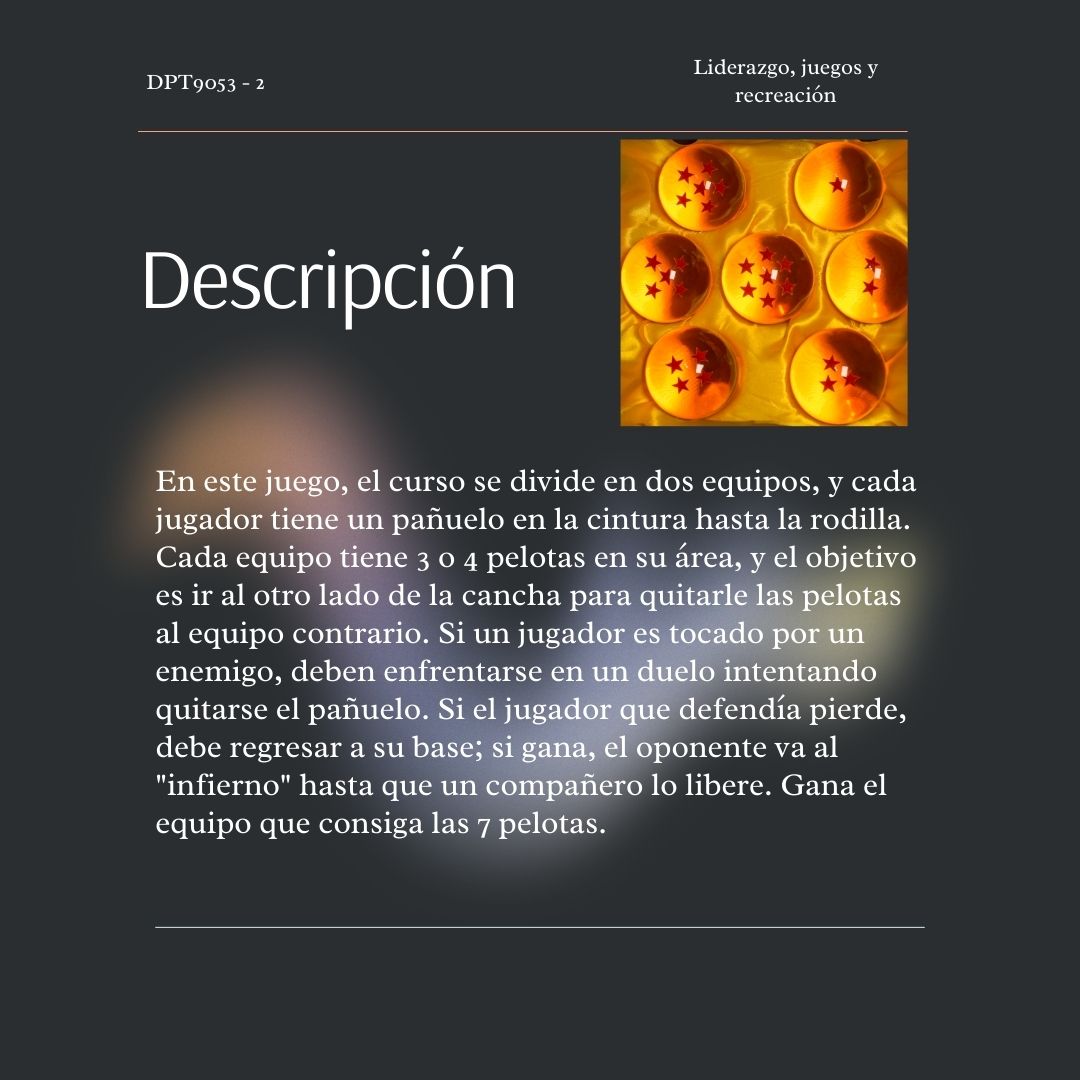 DPT9053 - 2
Liderazgo, juegos y
recreación
Descripción
En este juego, el curso se divide en dos equipos, y cada
jugador tiene un pañuelo en la cintura hasta la rodilla.
Cada equipo tiene 3 o 4 pelotas en su área, y el objetivo
es ir al otro lado de la cancha para quitarle las pelotas
al equipo contrario. Si un jugador es tocado por un
enemigo, deben enfrentarse en un duelo intentando
quitarse el pañuelo. Si el jugador que defendía pierde,
debe regresar a su base; si gana, el oponente va al
"infierno" hasta que un compañero lo libere. Gana el
equipo que consiga las 7 pelotas.